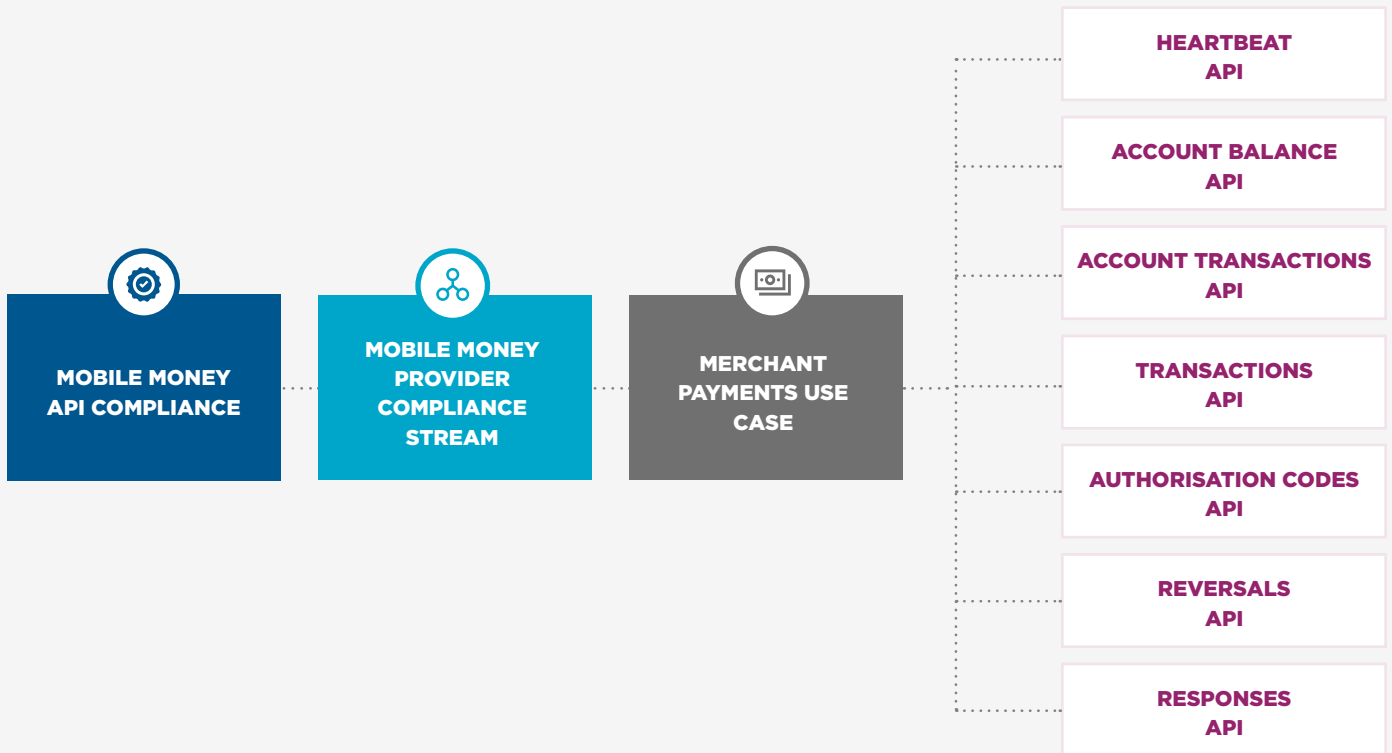 MOBILE MONEY
API COMPLIANCE
MOBILE MONEY
PROVIDER
COMPLIANCE
STREAM
MERCHANT
PAYMENTS USE
CASE
HEARTBEAT
API
ACCOUNT BALANCE
API
ACCOUNT TRANSACTIONS
API
TRANSACTIONS
API
AUTHORISATION CODES
API
REVERSALS
API
RESPONSES
API